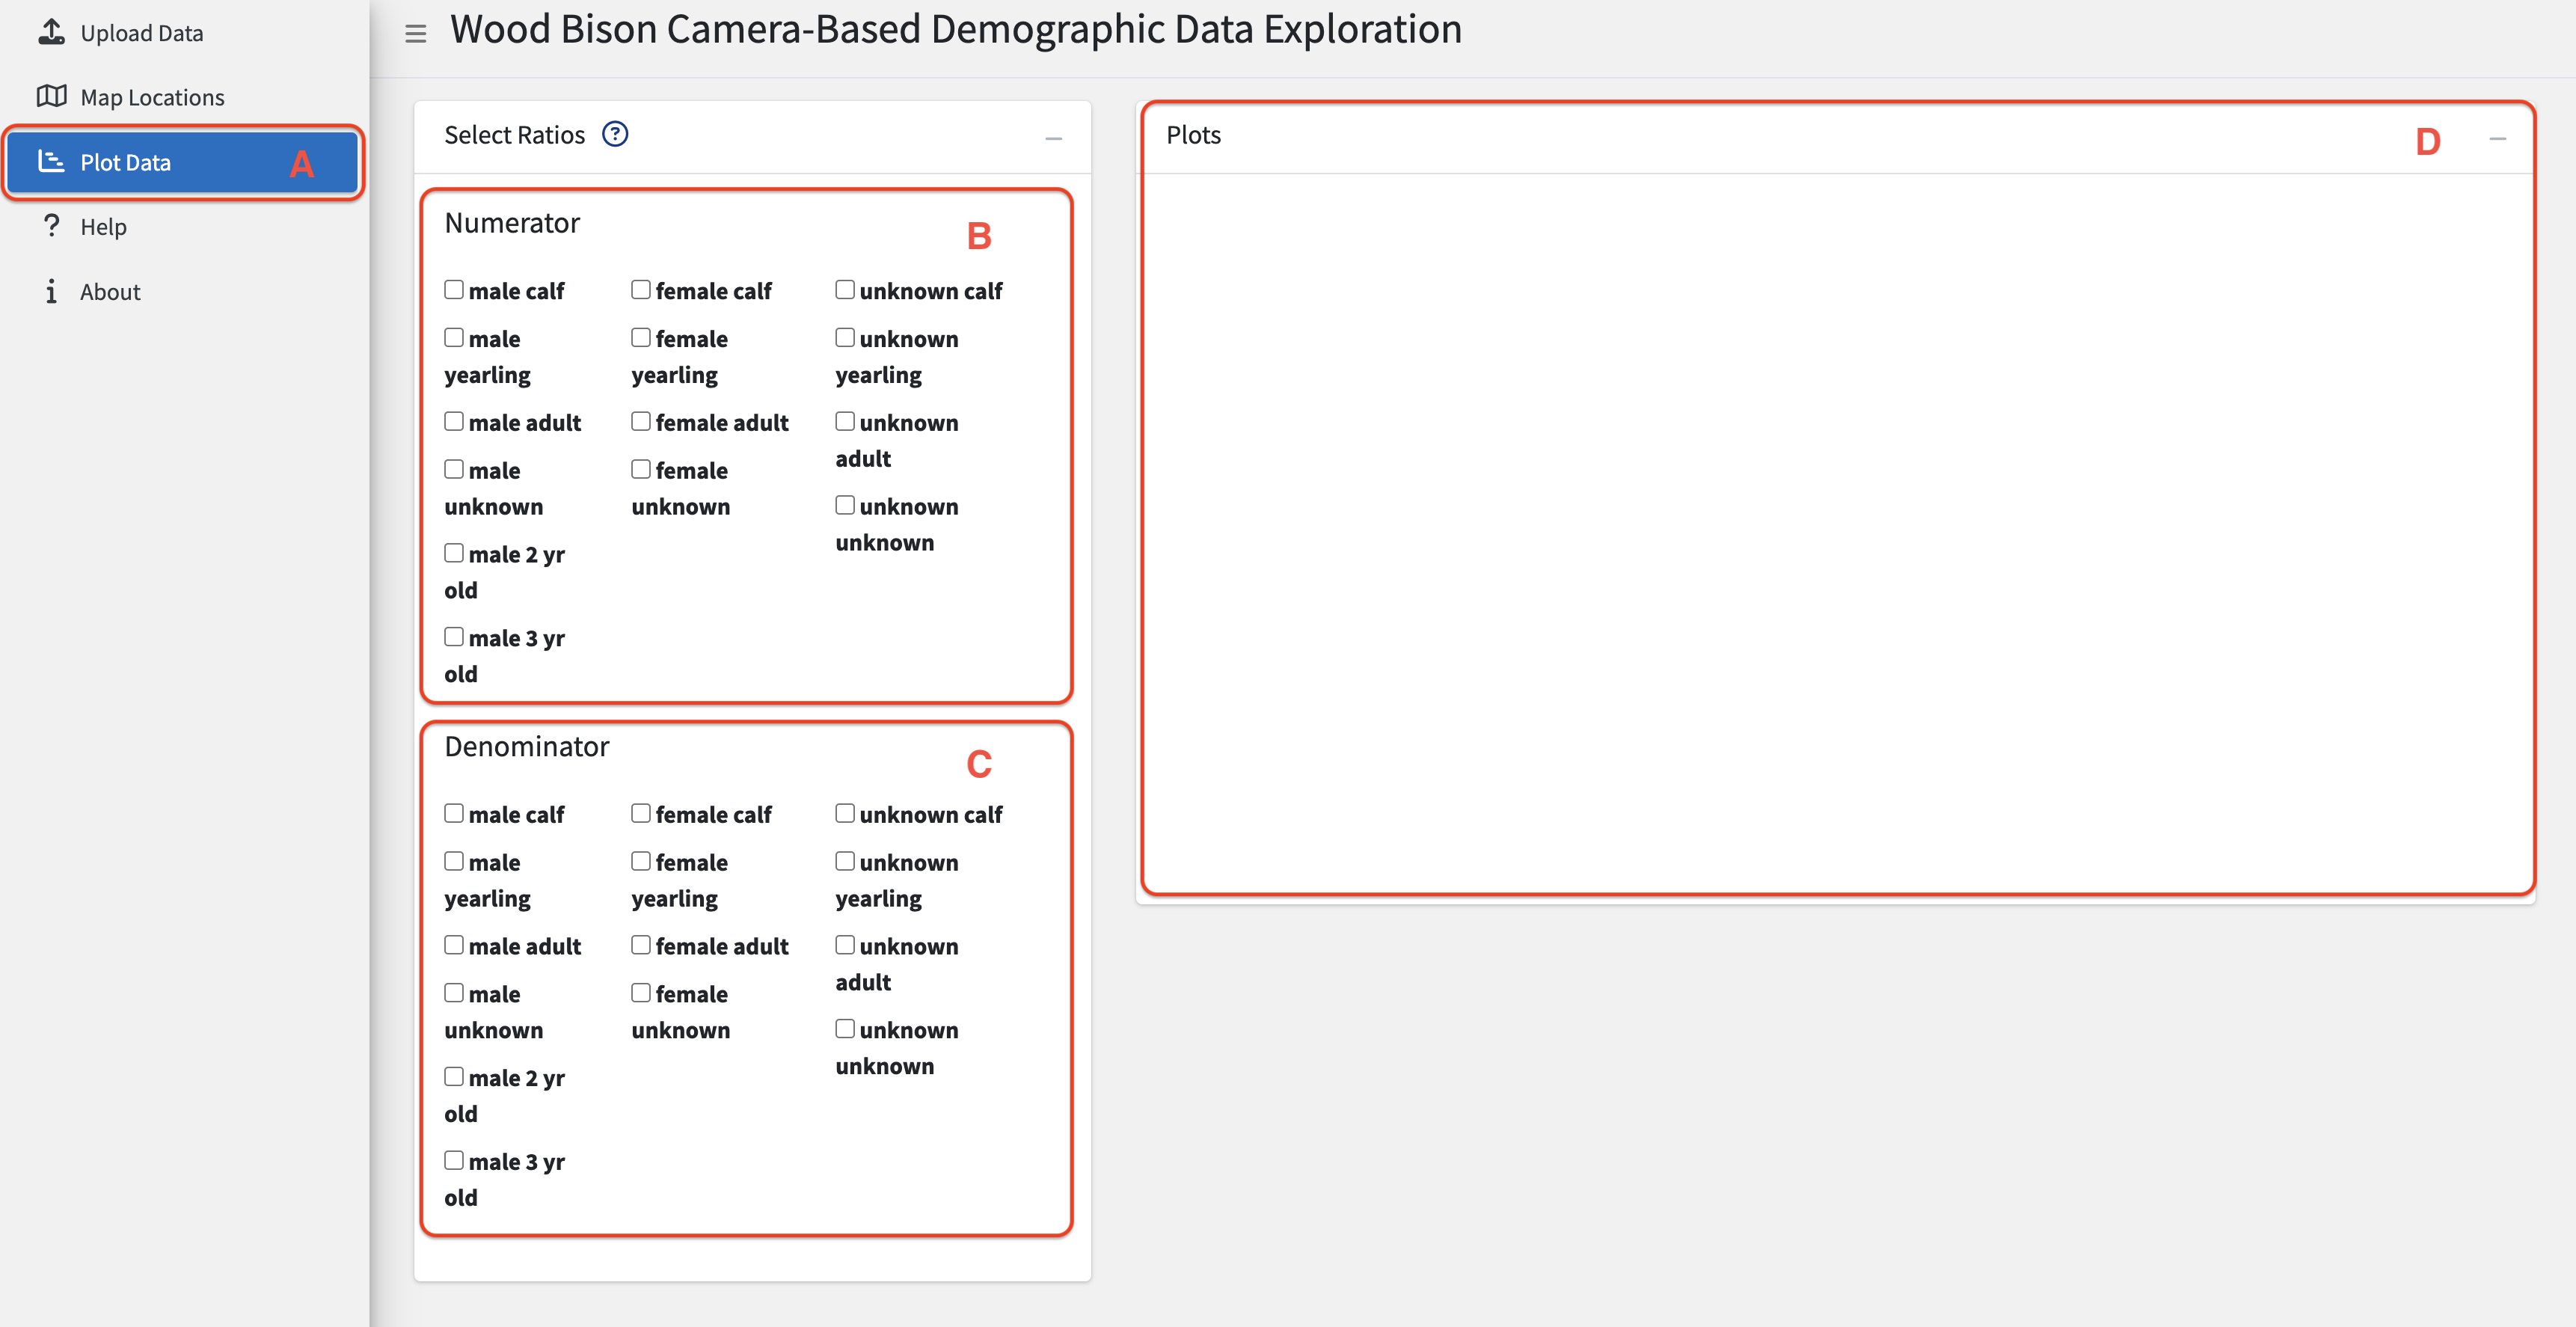 Upload Data
Map Locations
Plot Data A
Help
About
Wood Bison Camera-Based Demographic Data Exploration
Select Ratios ?
Numerator B
male calf female calf unknown calf
male female unknown
yearling yearling yearling
male adult female adult unknown
adult
male female
unknown unknown
unknown
unknown
male 2 yr
old
male 3 yr
old
Denominator C
male calf female calf unknown calf
male female unknown
yearling yearling yearling
male adult female adult unknown
adult
male female
unknown unknown
unknown
unknown
male 2 yr
old
male 3 yr
old
Plots D